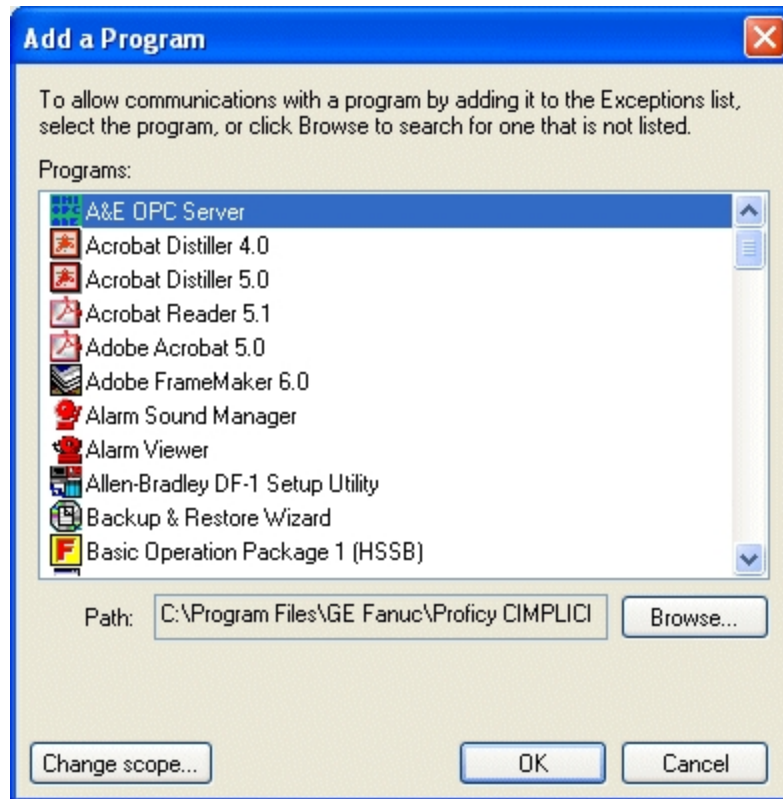 Add a Program
To allow communications with a program by adding it to the Exceptions list,
select the program, or click Browse to search for one that is not listed.
Programs:
A&E OPC Server
Acrobat Distiller 4.0
Acrobat Distiller 5.0
Acrobat Reader 5.1
Adobe Acrobat 5.0
Adobe FrameMaker 6.0
Alarm Sound Manager
Alarm Viewer
Allen-Bradley DF-1 Setup Utility
Backup & Restore Wizard
Basic Operation Package 1 (HSSB)
Path: C:\Program Files\GE Fanuc\Proficy CIMPLICI Browse...
Change scope... OK Cancel